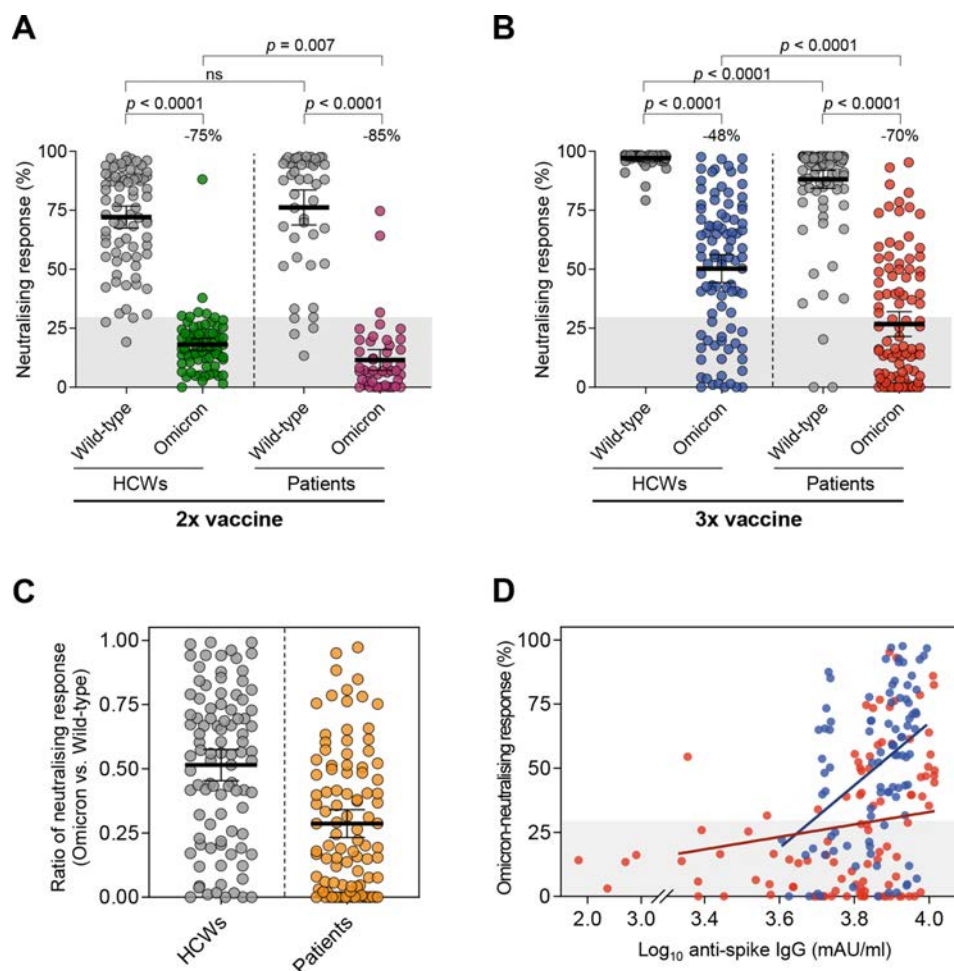 A
p = 0.007
ns
p < 0.0001
p < 0.0001
-75%
-85%
Neutralising response (%)
100
75
50
25
0
Wild-type
Omicron
Wild-type
Omicron
HCWs
Patients
2x vaccine
B
p < 0.0001
p < 0.0001
p < 0.0001
p < 0.0001
-48%
-70%
Neutralising response (%)
100
75
50
25
0
Wild-type
Omicron
Wild-type
Omicron
HCWs
Patients
3x vaccine
C
Ratio of neutralising response
(Omicron vs. Wild-type)
1.00
0.75
0.50
0.25
0.00
HCWs
Patients
D
Omicron-neutralising response (%)
100
75
50
25
0
2.0 3.0 3.4 3.6 3.8 4.0
Log10 anti-spike IgG (mAU/ml)